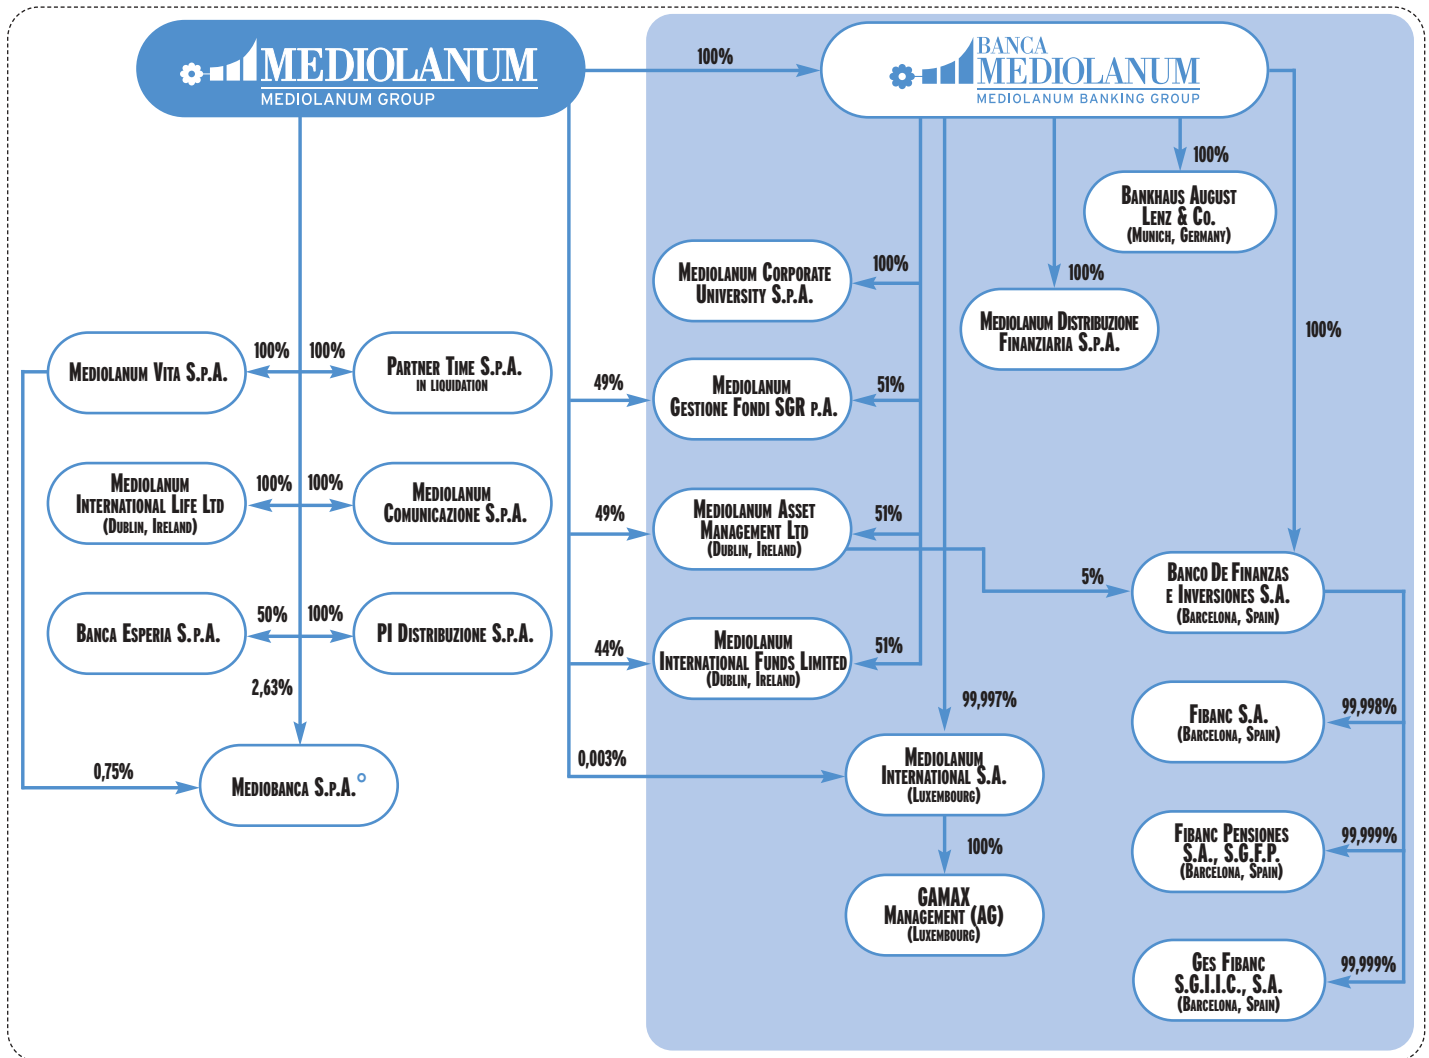 MEDIOLANUM
MEDIOLANUM GROUP
100%
BANCA
MEDIOLANUM
MEDIOLANUM BANKING GROUP
100%
BANKHAUS AUGUST
LENZ & CO.
(MUNICH, GERMANY)
100%
MEDIOLANUM CORPORATE
UNIVERSITY S.P.A.
100%
MEDIOLANUM DISTRIBUZIONE
FINANZIARIA S.P.A.
100%
MEDIOLANUM VITA S.P.A.
100%
100%
PARTNER TIME S.P.A.
IN LIQUIDATION
49%
MEDIOLANUM
GESTIONE FONDI SGR P.A.
51%
MEDIOLANUM
INTERNATIONAL LIFE LTD
(DUBLIN, IRELAND)
100%
100%
MEDIOLANUM
COMUNICAZIONE S.P.A.
49%
MEDIOLANUM ASSET
MANAGEMENT LTD
(DUBLIN, IRELAND)
51%
5%
BANCO DE FINANZAS
E INVERSIONES S.A.
(BARCELONA, SPAIN)
BANCA ESPERIA S.P.A.
50%
100%
PI DISTRIBUZIONE S.P.A.
44%
MEDIOLANUM
INTERNATIONAL FUNDS LIMITED
(DUBLIN, IRELAND)
51%
2,63%
99,997%
FIBANC S.A.
(BARCELONA, SPAIN)
99,998%
0,75%
MEDIOBANCA S.P.A.°
0,003%
MEDIOLANUM
INTERNATIONAL S.A.
(LUXEMBOURG)
100%
FIBANC PENSIONES
S.A., S.G.F.P.
(BARCELONA, SPAIN)
99,999%
GAMAX
MANAGEMENT (AG)
(LUXEMBOURG)
GES FIBANC
S.G.I.I.C., S.A.
(BARCELONA, SPAIN)
99,999%